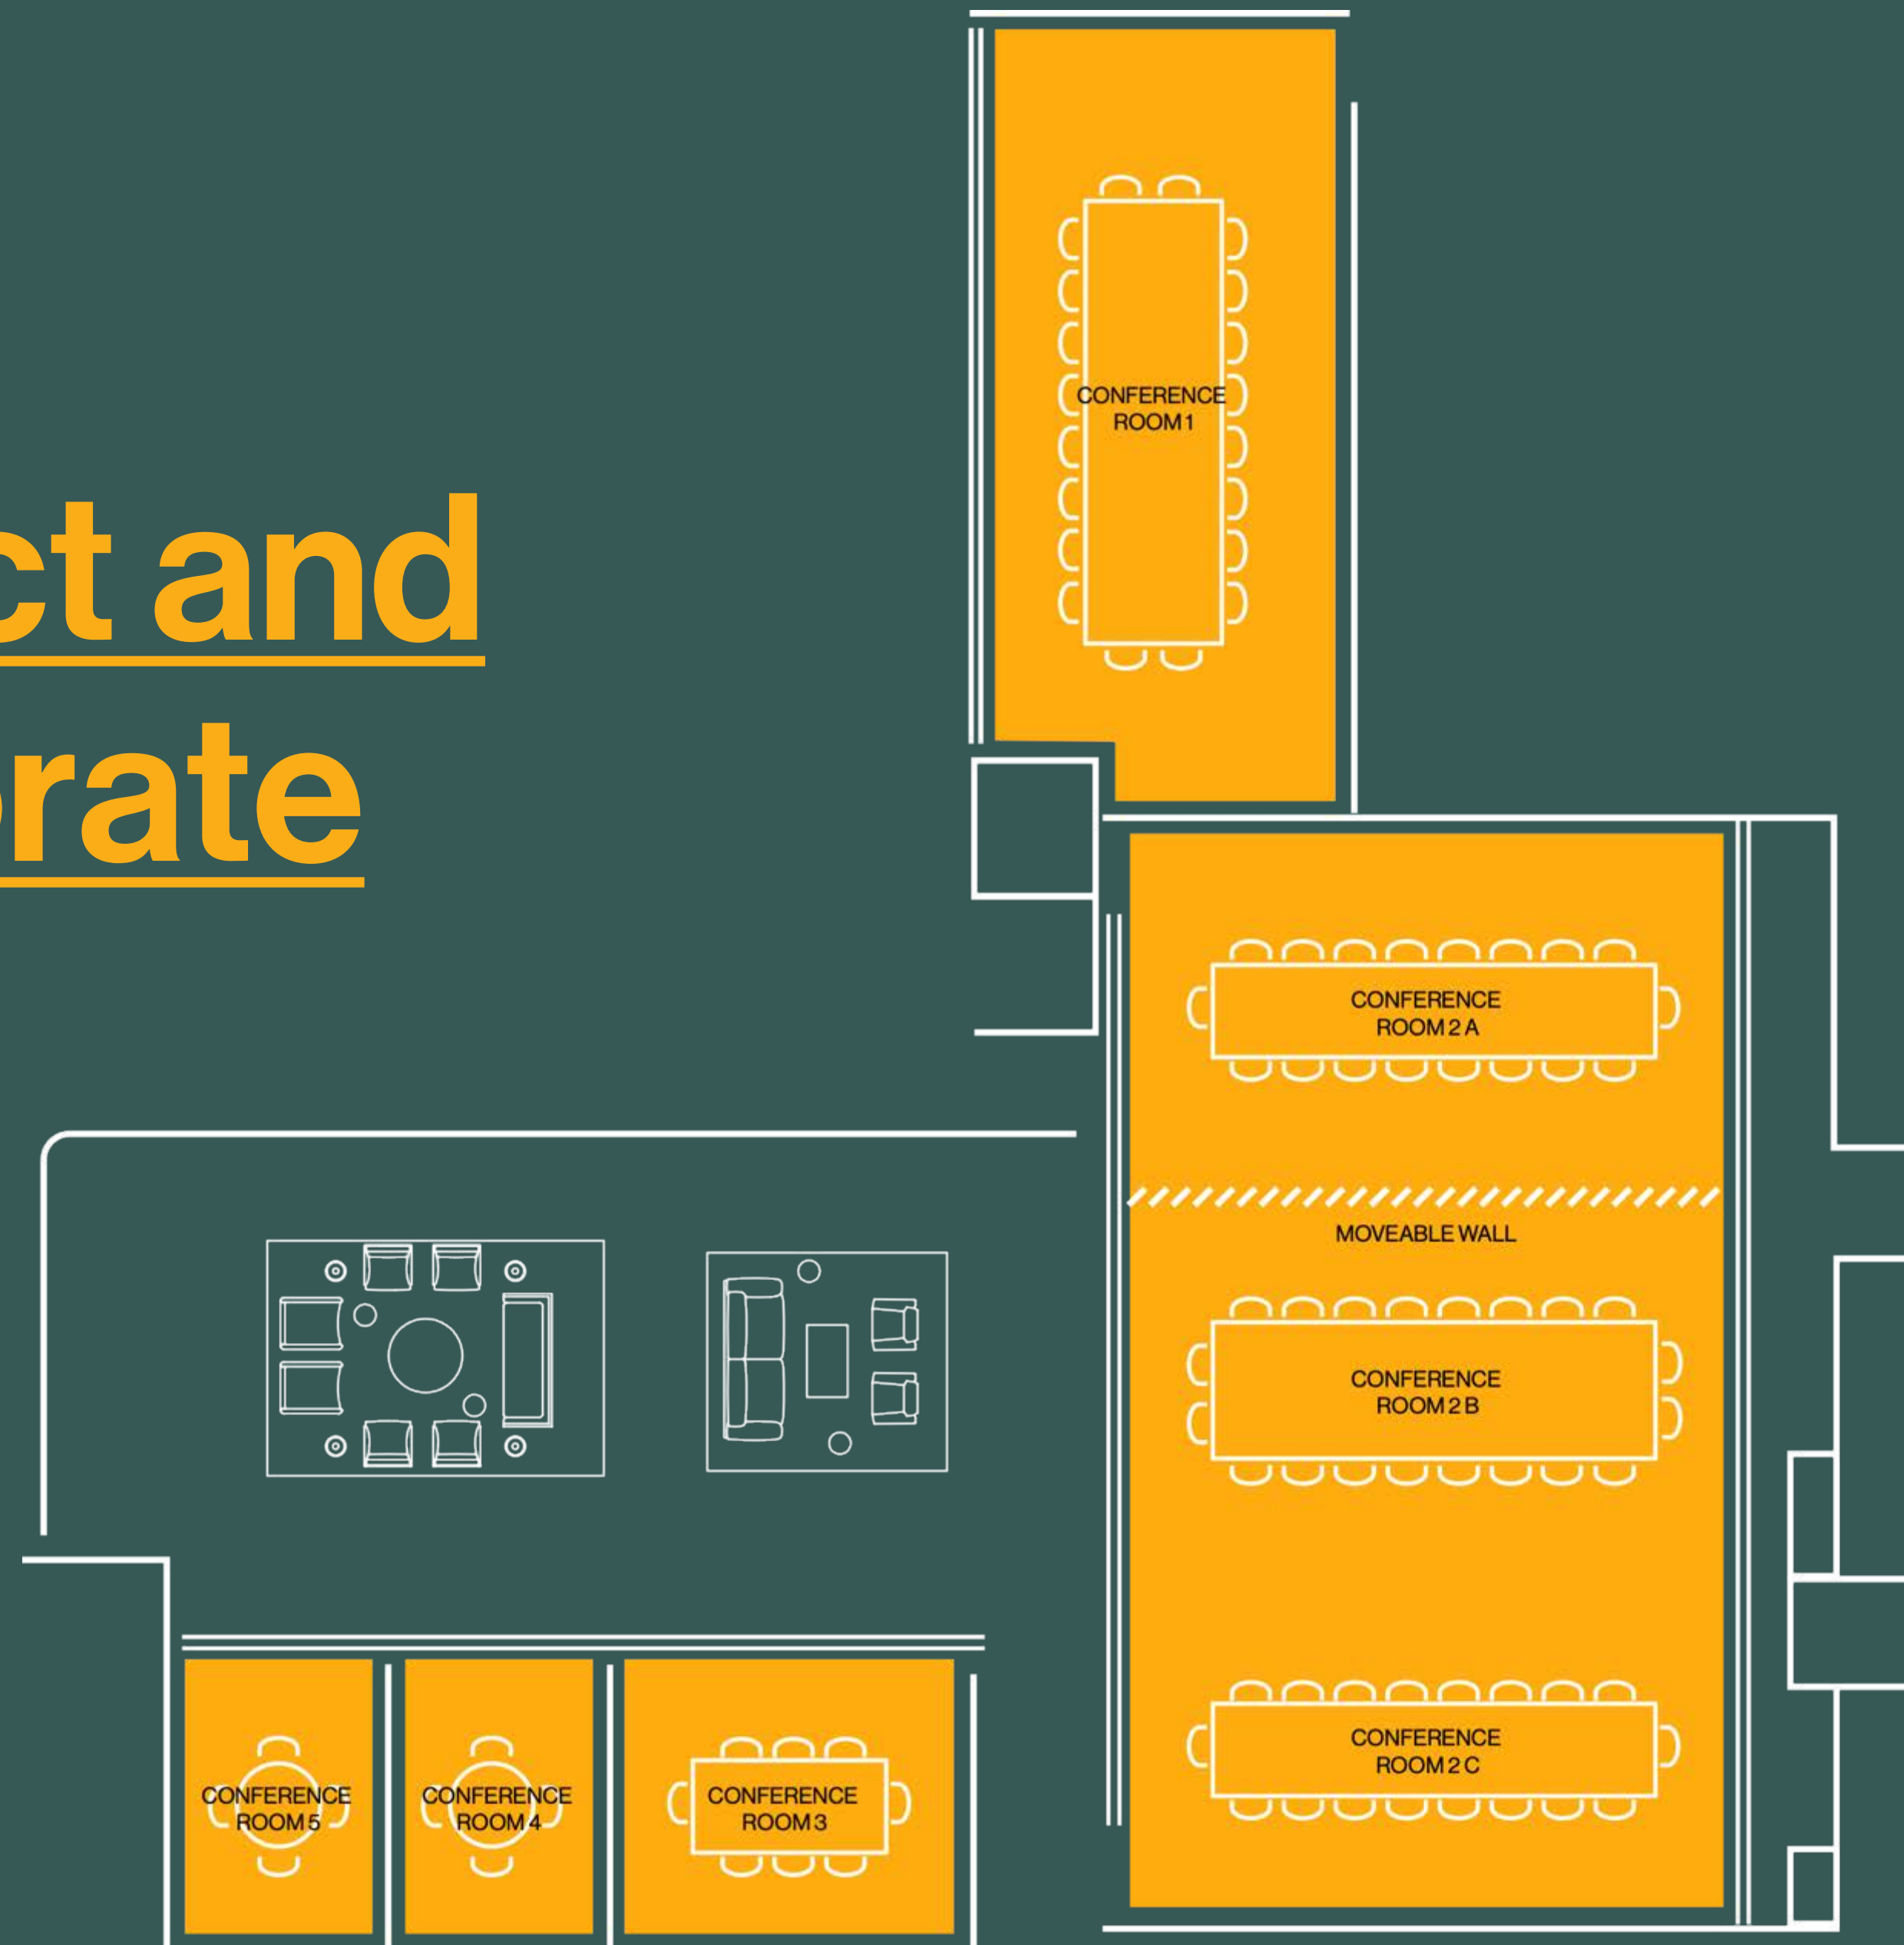 ct and
rate
CONFERENCE
ROOM 1
CONFERENCE
ROOM 2 A
MOVEABLE WALL
CONFERENCE
ROOM 2 B
CONFERENCE
ROOM 2 C
CONFERENCE
ROOM 5
CONFERENCE
ROOM 4
CONFERENCE
ROOM 3